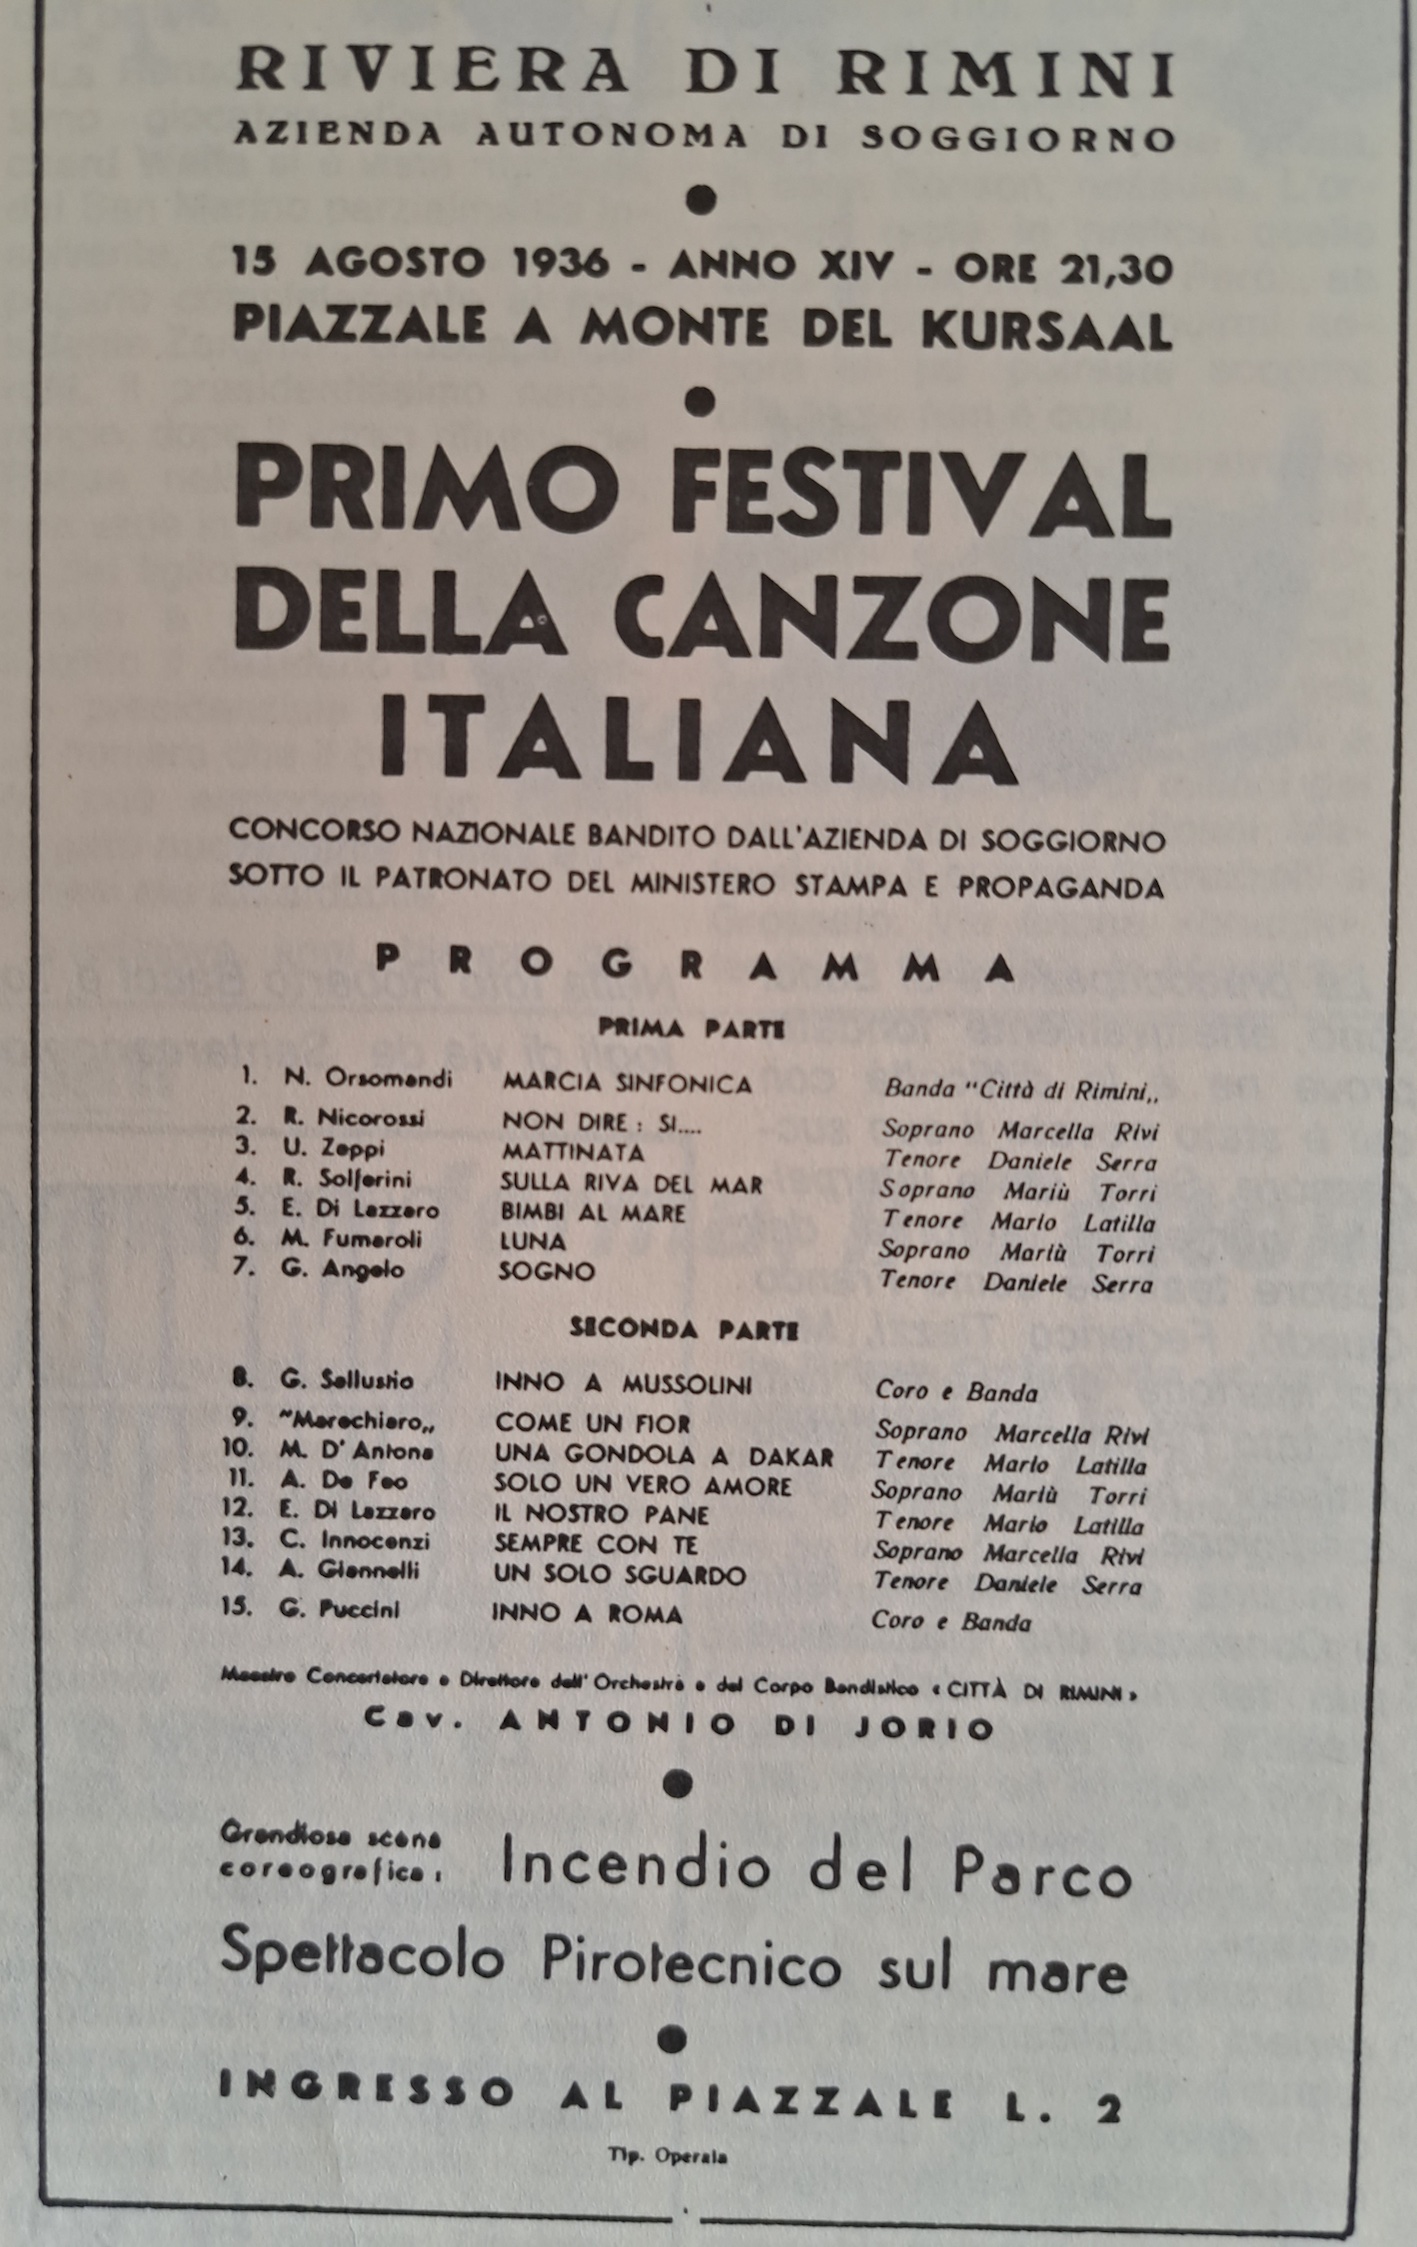 RIVIERA DI RIMINI
AZIENDA AUTONOMA DI SOGGIORNO
15 AGOSTO 1936 - ANNO XIV - ORE 21,30
PIAZZALE A MONTE DEL KURSAAL
PRIMO FESTIVAL
DELLA CANZONE
ITALIANA
CONCORSO NAZIONALE BANDITO DALL'AZIENDA DI SOGGIORNO
SOTTO IL PATRONATO DEL MINISTERO STAMPA E PROPAGANDA
PROGRAMMA
PRIMA PARTE
1. N. Orsomandi MARCIA SINFONICA Banda "Città di Rimini„
2. R. Nicorossi NON DIRE : SI.... Soprano Marcella Rivi
3. U. Zeppi MATTINATA Tenore Daniele Serra
4. R. Solferini SULLA RIVA DEL MAR Soprano Mariù Torri
5. E. Di Lazzaro BIMBI AL MARE Tenore Mario Latilla
6. M. Fumaroli LUNA Soprano Mariù Torri
7. G. Angelo SOGNO Tenore Daniele Serra
SECONDA PARTE
8. G. Sallustio INNO A MUSSOLINI Coro e Banda
9. "Marechiaro„ COME UN FIOR Soprano Marcella Rivi
10. M. D'Antona UNA GONDOLA A DAKAR Tenore Mario Latilla
11. A. De Feo SOLO UN VERO AMORE Soprano Mariù Torri
12. E. Di Lazzaro IL NOSTRO PANE Tenore Mario Latilla
13. C. Innocenzi SEMPRE CON TE Soprano Marcella Rivi
14. A. Giannelli UN SOLO SGUARDO Tenore Daniele Serra
15. G. Puccini INNO A ROMA Coro e Banda
Maestro Concertatore e Direttore dell'Orchestra e del Corpo Bandistico « CITTÀ DI RIMINI »
Cav. ANTONIO DI JORIO
Grandiosa scena
coreografica : Incendio del Parco
Spettacolo Pirotecnico sul mare
INGRESSO AL PIAZZALE L. 2
Tip. Operaia